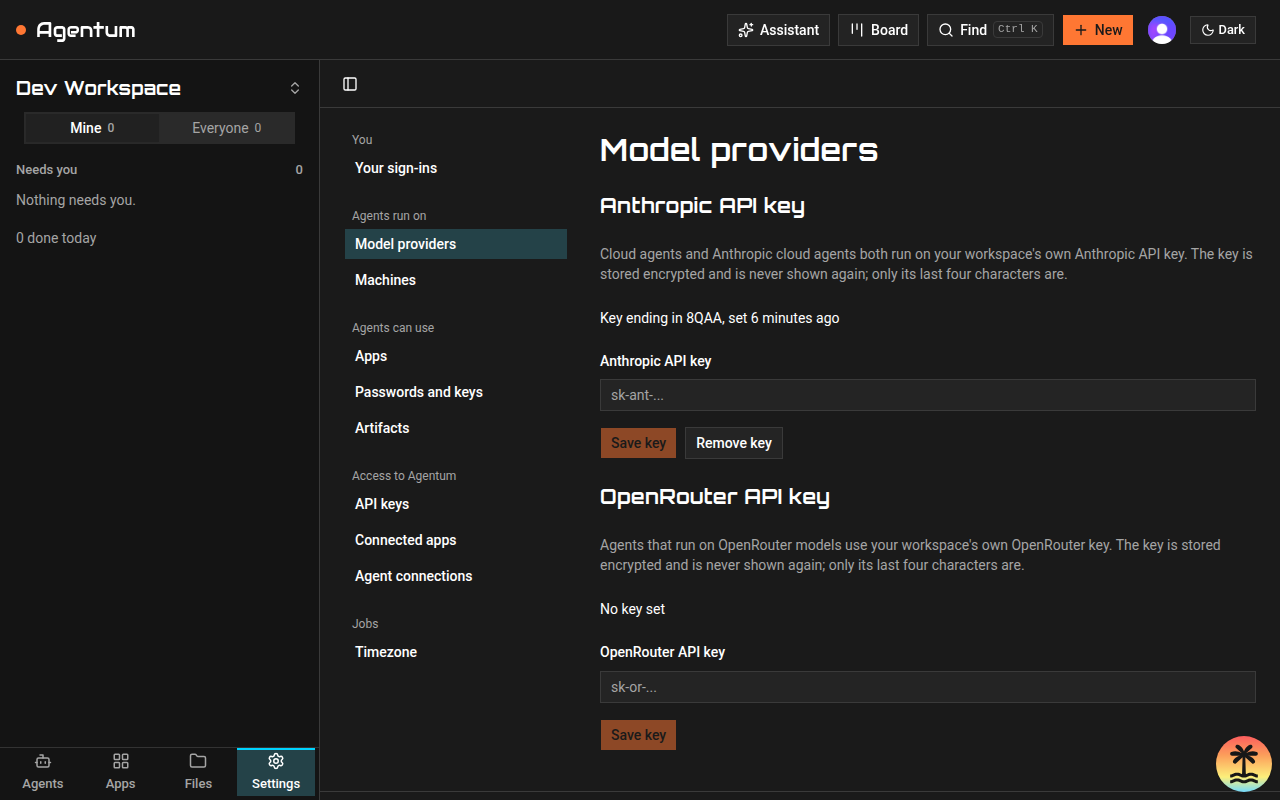 Agentum
Assistant
Board
Find Ctrl K
New
Dark
Dev Workspace
Mine 0
Everyone 0
Needs you 0
Nothing needs you.
0 done today
Agents
Apps
Files
Settings
You
Your sign-ins
Agents run on
Model providers
Machines
Agents can use
Apps
Passwords and keys
Artifacts
Access to Agentum
API keys
Connected apps
Agent connections
Jobs
Timezone
Model providers
Anthropic API key
Cloud agents and Anthropic cloud agents both run on your workspace's own Anthropic API key. The key is
stored encrypted and is never shown again; only its last four characters are.
Key ending in 8QAA, set 6 minutes ago
Anthropic API key
sk-ant-...
Save key
Remove key
OpenRouter API key
Agents that run on OpenRouter models use your workspace's own OpenRouter key. The key is stored
encrypted and is never shown again; only its last four characters are.
No key set
OpenRouter API key
sk-or-...
Save key